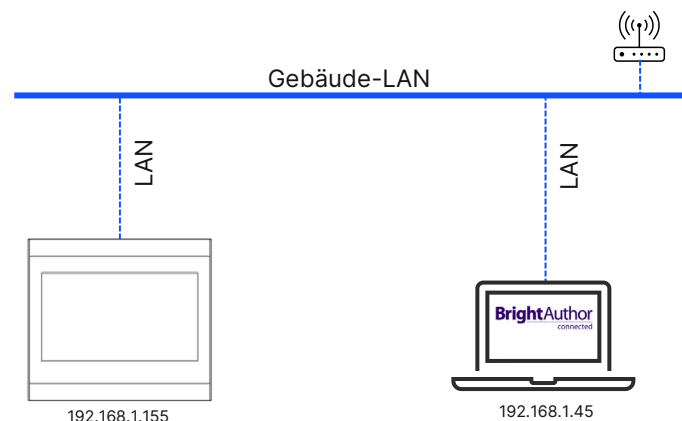 Gebäude-LAN
LAN
LAN
BrightAuthor
connected
192.168.1.155
192.168.1.45